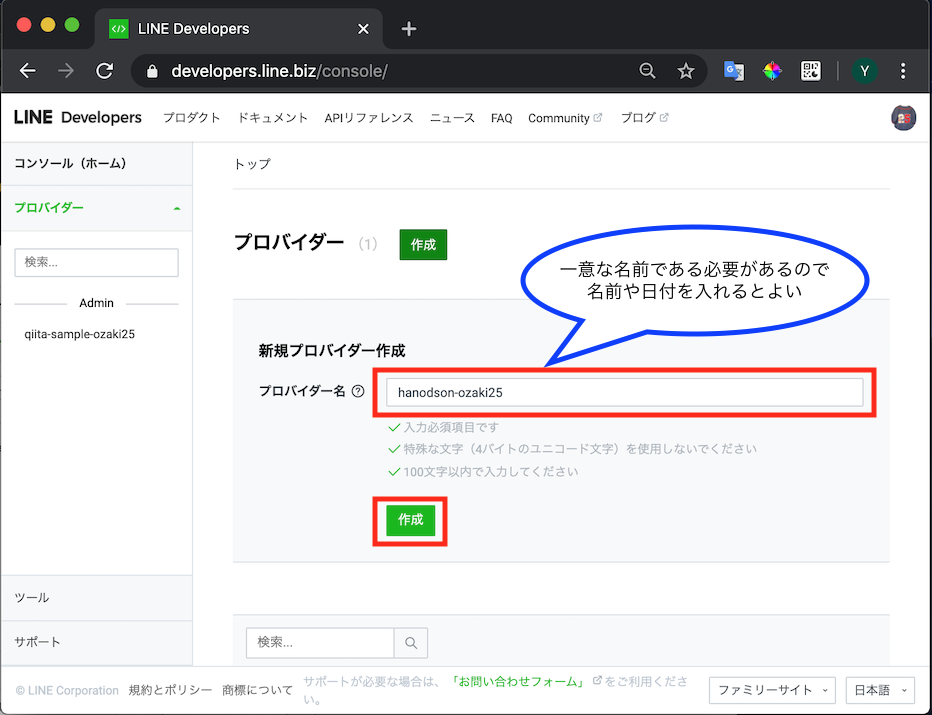 LINE Developers
developers.line.biz/console/
Y
LINE Developers プロダクト ドキュメント APIリファレンス ニュース FAQ Community ブログ
コンソール（ホーム）
トップ
プロバイダー
プロバイダー （1） 作成
検索...
Admin
qiita-sample-ozaki25
一意な名前である必要があるので
名前や日付を入れるとよい
新規プロバイダー作成
プロバイダー名 hanodson-ozaki25
入力必須項目です
特殊な文字（4バイトのユニコード文字）を使用しないでください
100文字以内で入力してください
作成
ツール
サポート
検索...
© LINE Corporation 規約とポリシー 商標について
サポートが必要な場合は、「お問い合わせフォーム」をご利用くださ
い。
ファミリーサイト
日本語